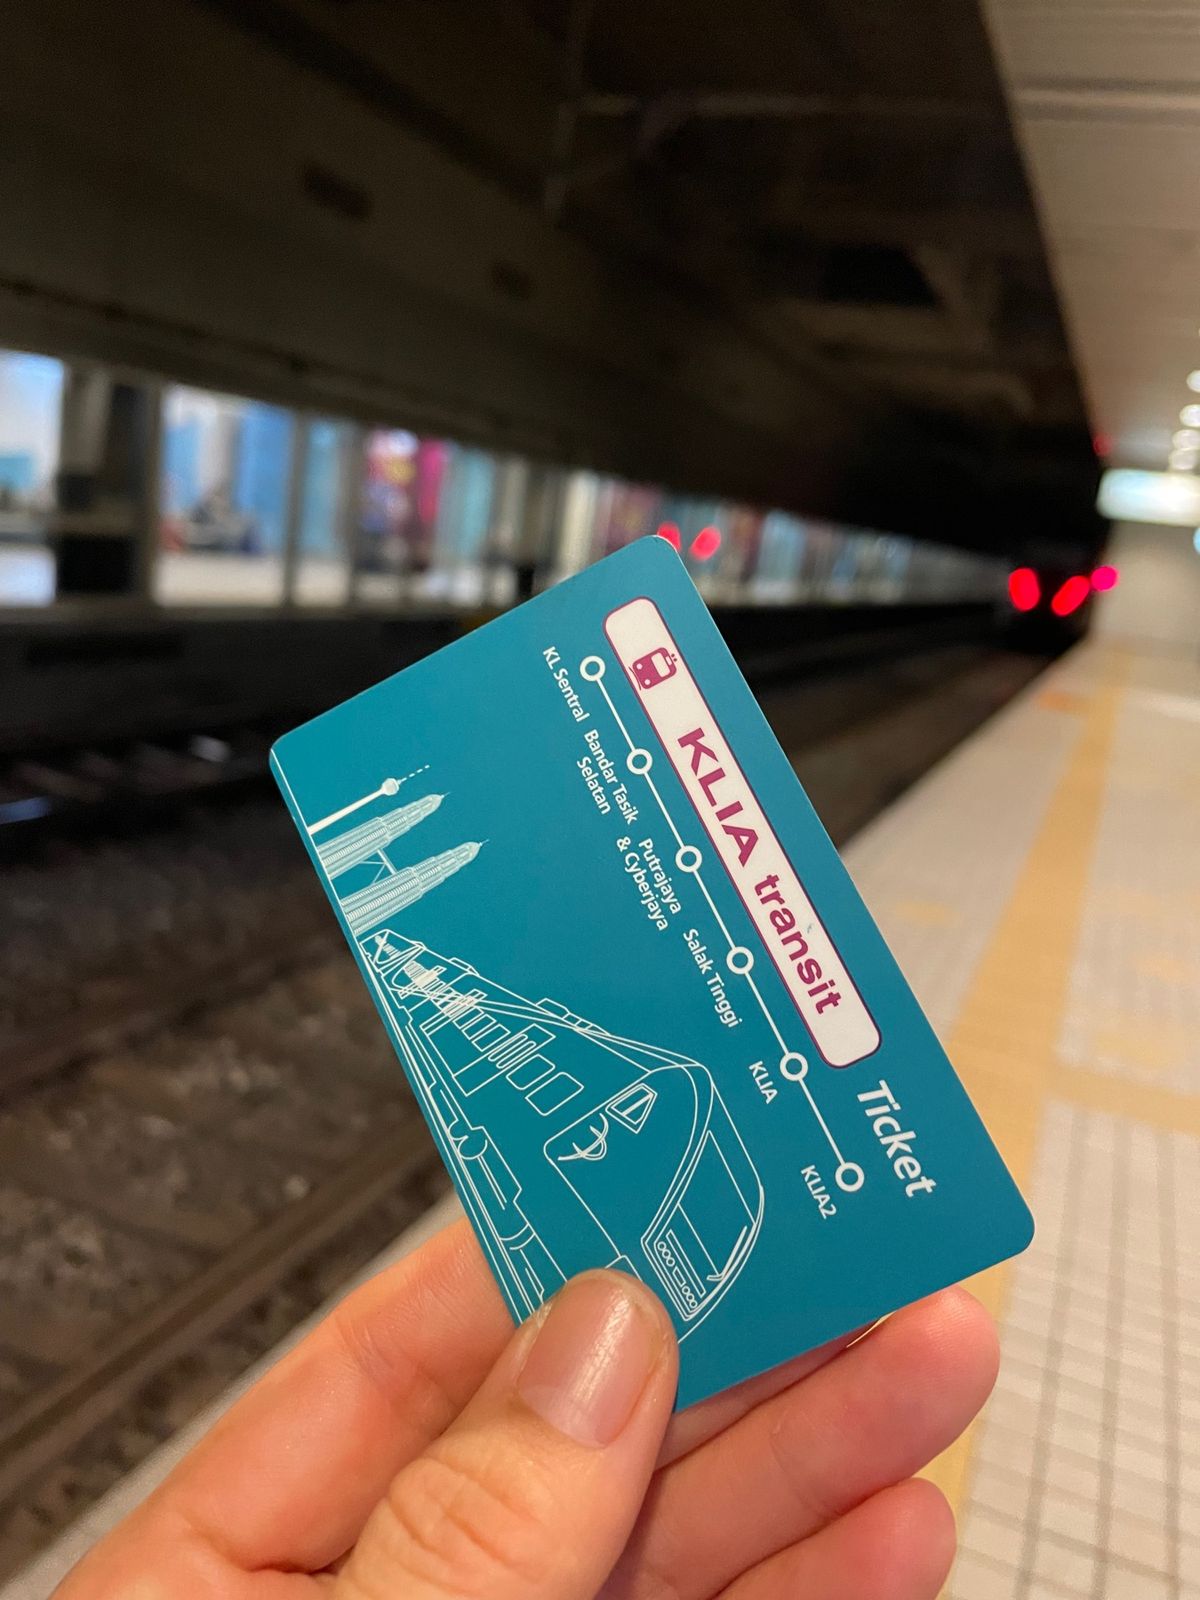 KLIA transit
Ticket
KL Sentral
Bandar Tasik
Selatan
Putrajaya
& Cyberjaya
Salak Tinggi
KLIA
KLIA2